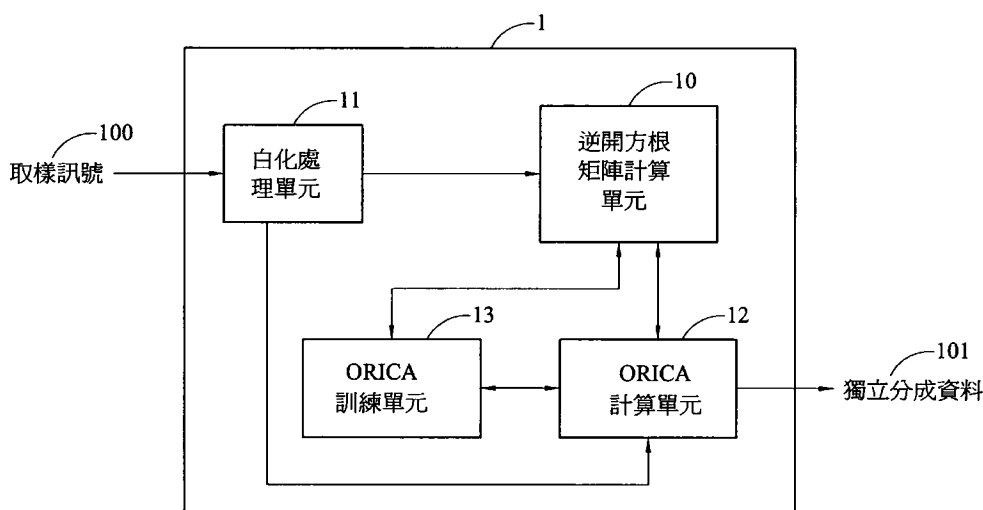 1
10
11
100
取樣訊號
白化處
理單元
逆開方根
矩陣計算
單元
13
12
101
ORICA
訓練單元
ORICA
計算單元
獨立分成資料